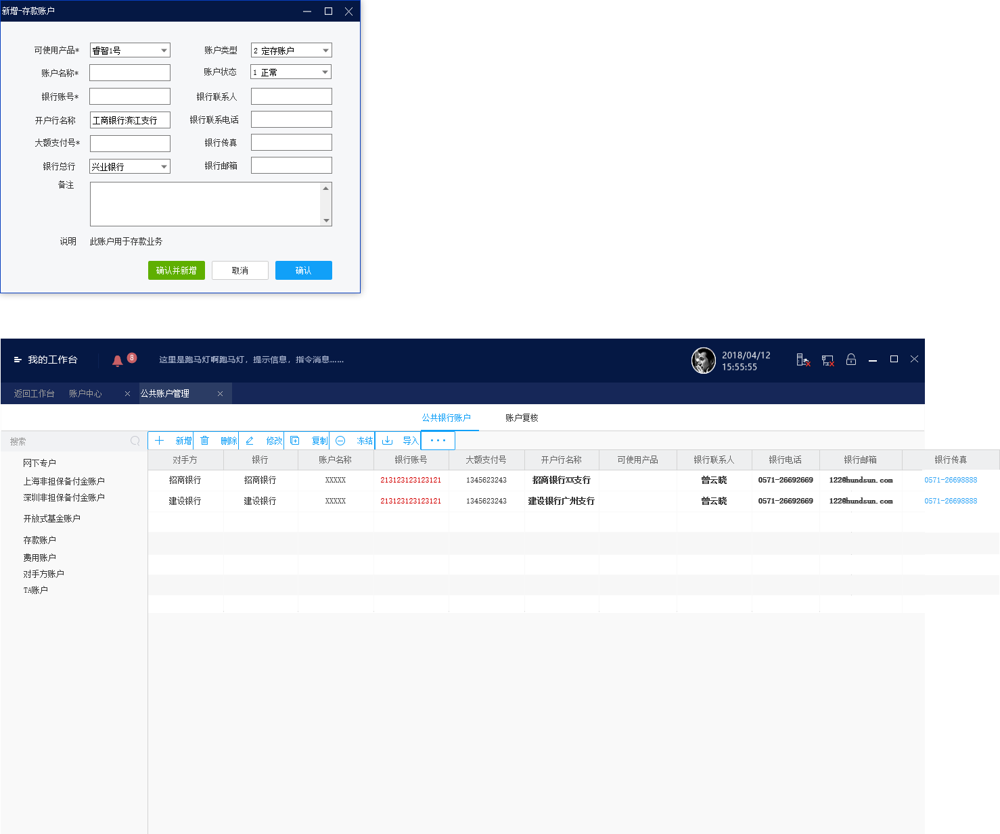 新增-存款账户
可使用产品* 睿智1号 账户类型 2 定存账户
账户名称* 账户状态 1 正常
银行账号* 银行联系人
开户行名称 工商银行滨江支行 银行联系电话
大额支付号* 银行传真
银行总行 兴业银行 银行邮箱
备注
说明 此账户用于存款业务
确认并新增 取消 确认
我的工作台 8 这里是跑马灯啊跑马灯，提示信息，指令消息…… 2018/04/12
15:55:55
返回工作台 账户中心 公共账户管理
公共银行账户 账户复核
搜索 新增 删除 修改 复制 冻结 导入
对手方 银行 账户名称 银行账号 大额支付号 开户行名称 可使用产品 银行联系人 银行电话 银行邮箱 银行传真
招商银行 招商银行 XXXXX 213123123123121 1345623243 招商银行XX支行 曾云晓 0571-26692669 122@hundsun.com 0571-26698888
建设银行 建设银行 XXXXX 213123123123121 1345623243 建设银行广州支行 曾云晓 0571-26692669 122@hundsun.com 0571-26698888
网下专户
上海非担保备付金账户
深圳非担保备付金账户
开放式基金账户
存款账户
费用账户
对手方账户
TA账户